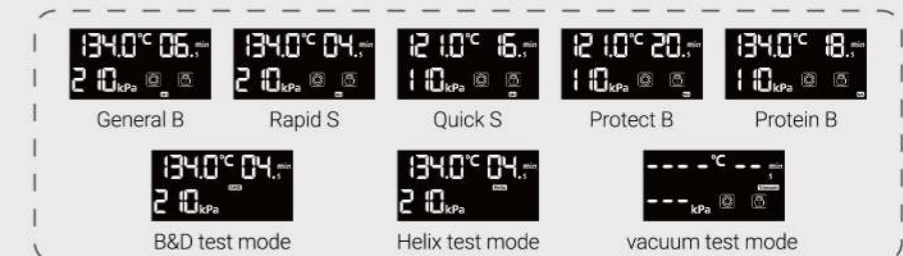 134.0°C 06.min s
210kPa
General B
134.0°C 04.min s
210kPa
Rapid S
121.0°C 16.min s
110kPa
Quick S
121.0°C 20.min s
110kPa
Protect B
134.0°C 18.min s
110kPa
Protein B
134.0°C 04.min s
210kPa
B&D test mode
134.0°C 04.min s
Helix
210kPa
Helix test mode
----°C -- -- min s
Vacuum
---kPa
vacuum test mode